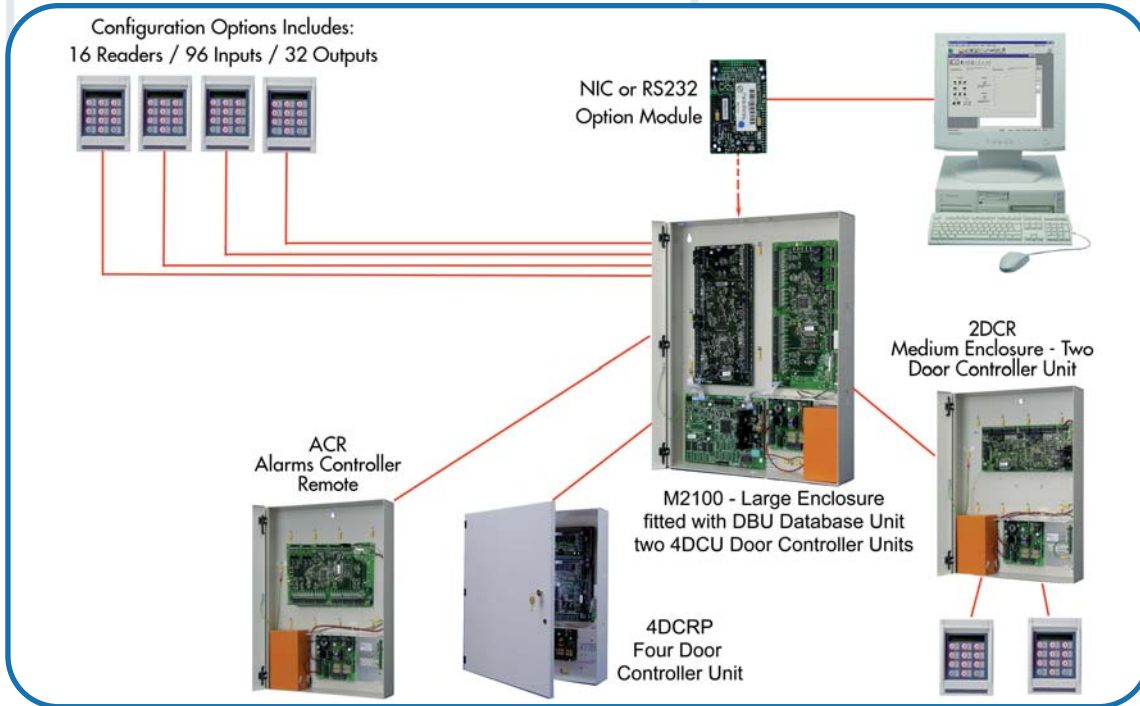 Configuration Options Includes:
16 Readers / 96 Inputs / 32 Outputs
NIC or RS232
Option Module
2DCR
Medium Enclosure - Two
Door Controller Unit
ACR
Alarms Controller
Remote
M2100 - Large Enclosure
fitted with DBU Database Unit
two 4DCU Door Controller Units
4DCRP
Four Door
Controller Unit